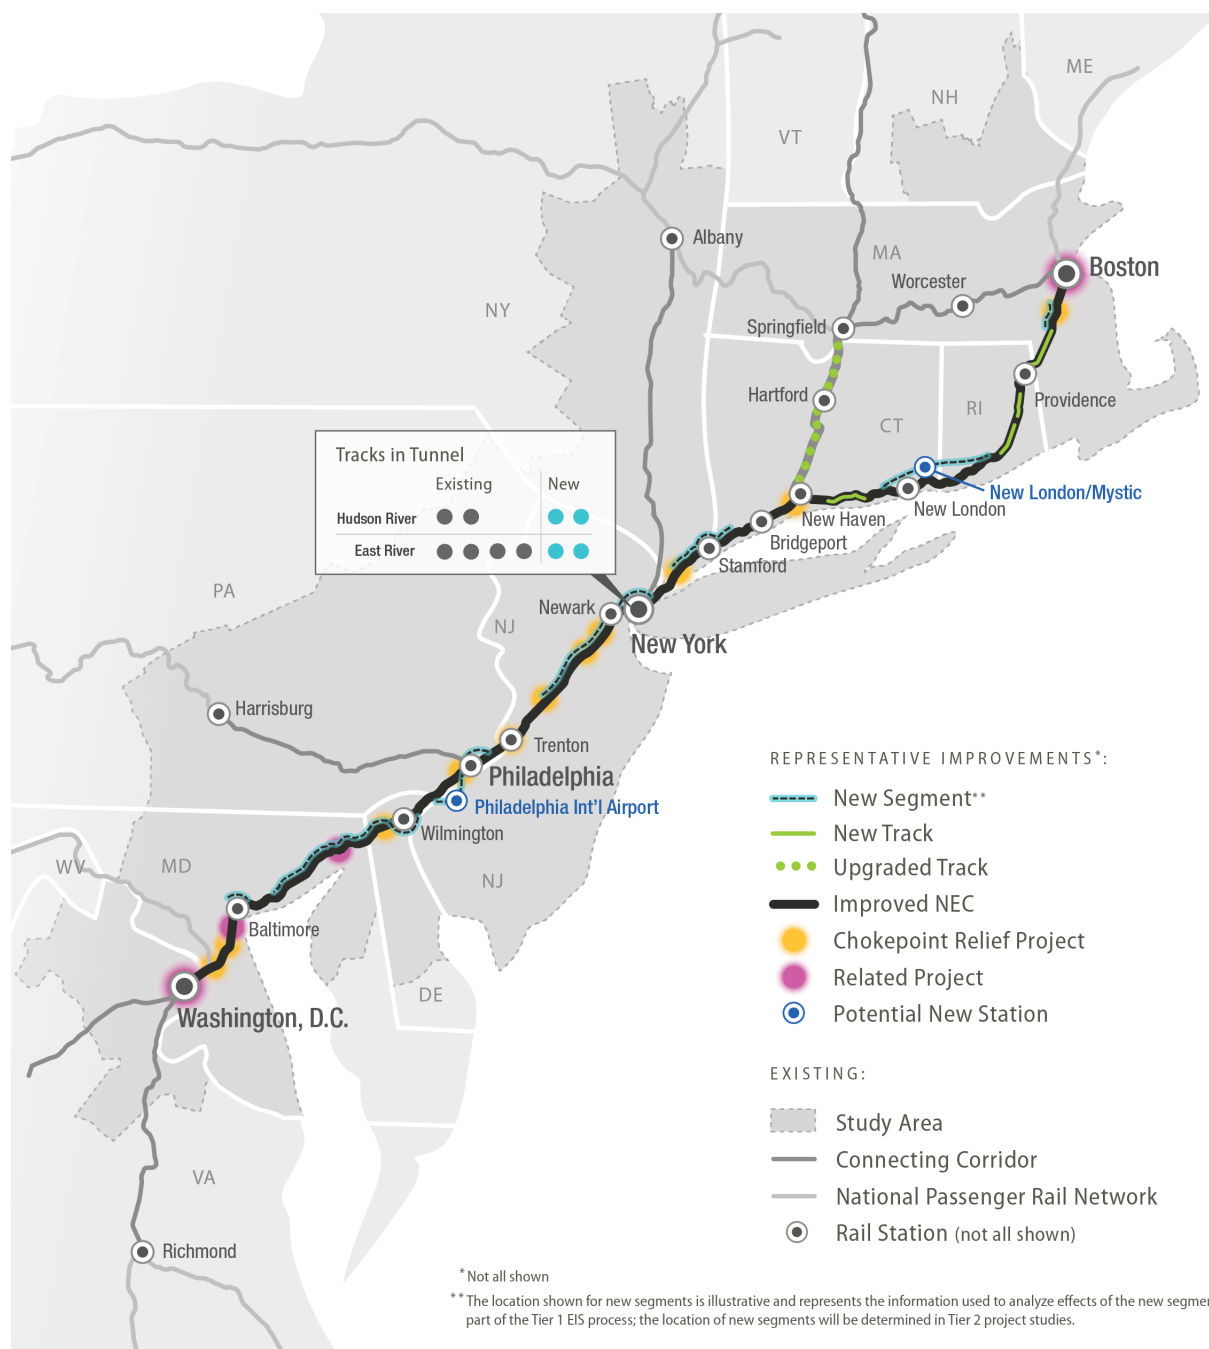 ME
NH
VT
Albany
MA
Boston
Worcester
NY
Springfield
Hartford
Providence
RI
CT
Tracks in Tunnel
Existing
New
Hudson River
East River
New London/Mystic
New London
New Haven
Bridgeport
Stamford
PA
Newark
NJ
New York
Harrisburg
Trenton
Philadelphia
Philadelphia Int'l Airport
Wilmington
WV
MD
NJ
Baltimore
DE
Washington, D.C.
VA
Richmond
REPRESENTATIVE IMPROVEMENTS*:
New Segment**
New Track
Upgraded Track
Improved NEC
Chokepoint Relief Project
Related Project
Potential New Station
EXISTING:
Study Area
Connecting Corridor
National Passenger Rail Network
Rail Station (not all shown)
* Not all shown
** The location shown for new segments is illustrative and represents the information used to analyze effects of the new
part of the Tier 1 EIS process; the location of new segments will be determined in Tier 2 project studies.